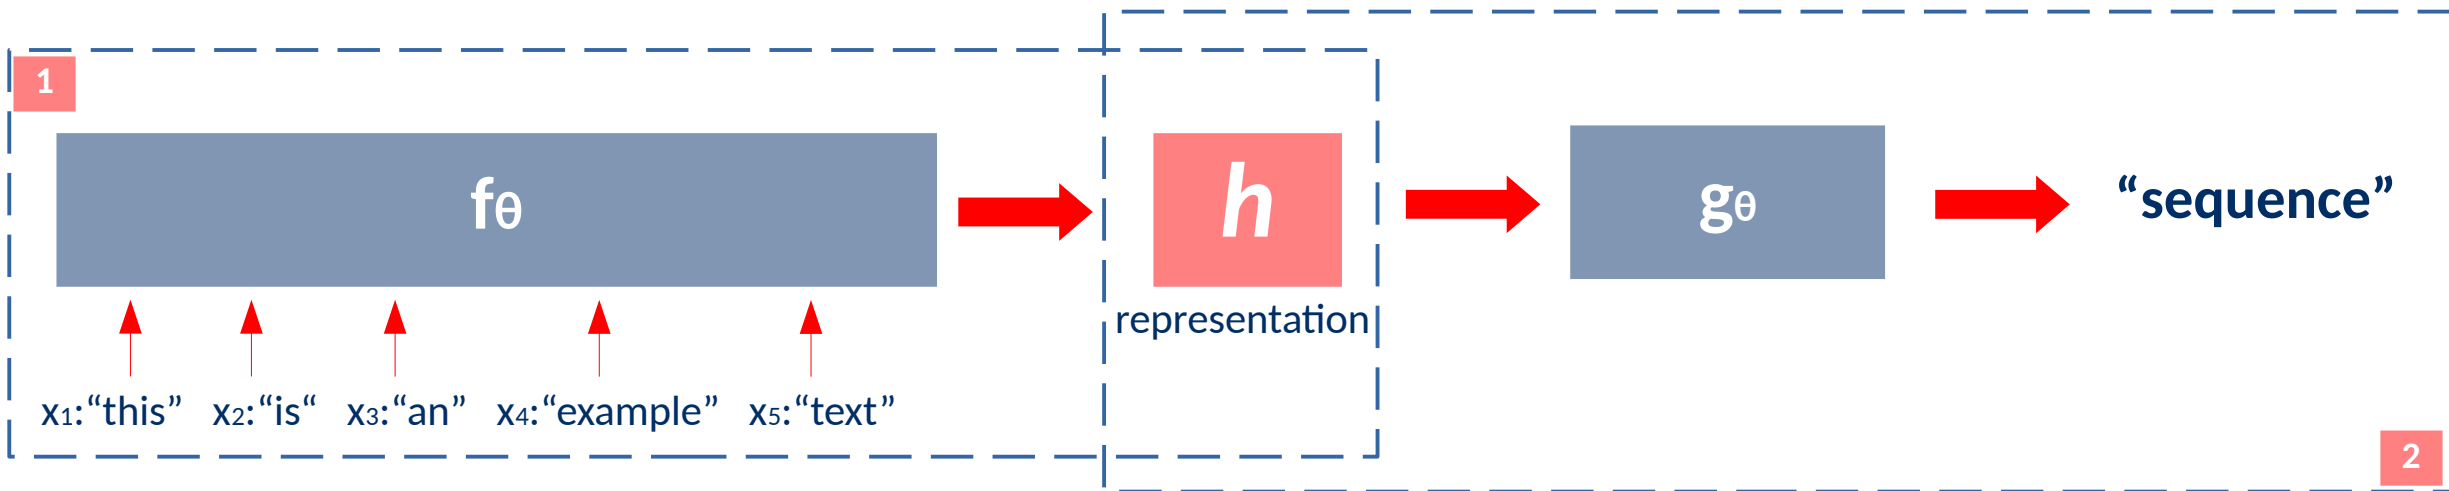 1
fθ
h
gθ
“sequence”
representation
x1:“this” x2:“is“ x3:“an” x4:“example” x5:“text”
2